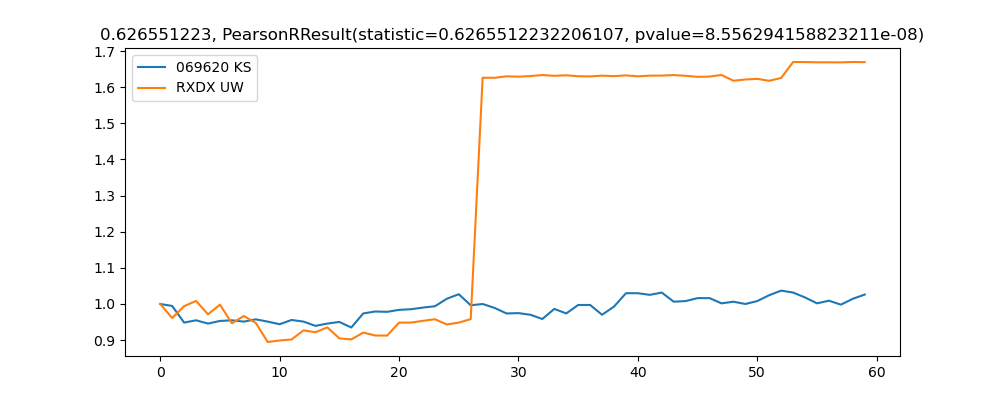 0.626551223, PearsonRResult(statistic=0.6265512232206107, pvalue=8.556294158823211e-08)
069620 KS
RXDX UW
1.7
1.6
1.5
1.4
1.3
1.2
1.1
1.0
0.9
0 10 20 30 40 50 60